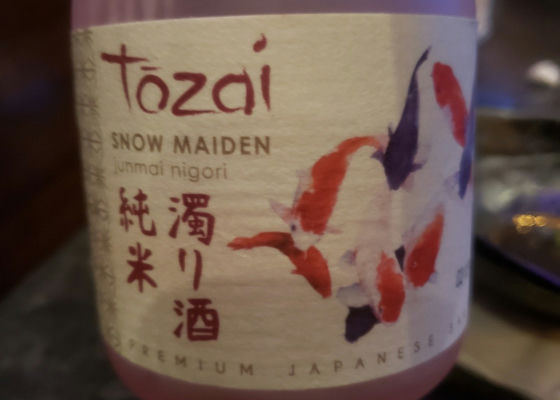 tōzai
SNOW MAIDEN
junmai nigori
濁り酒
純米
PREMIUM JAPANESE